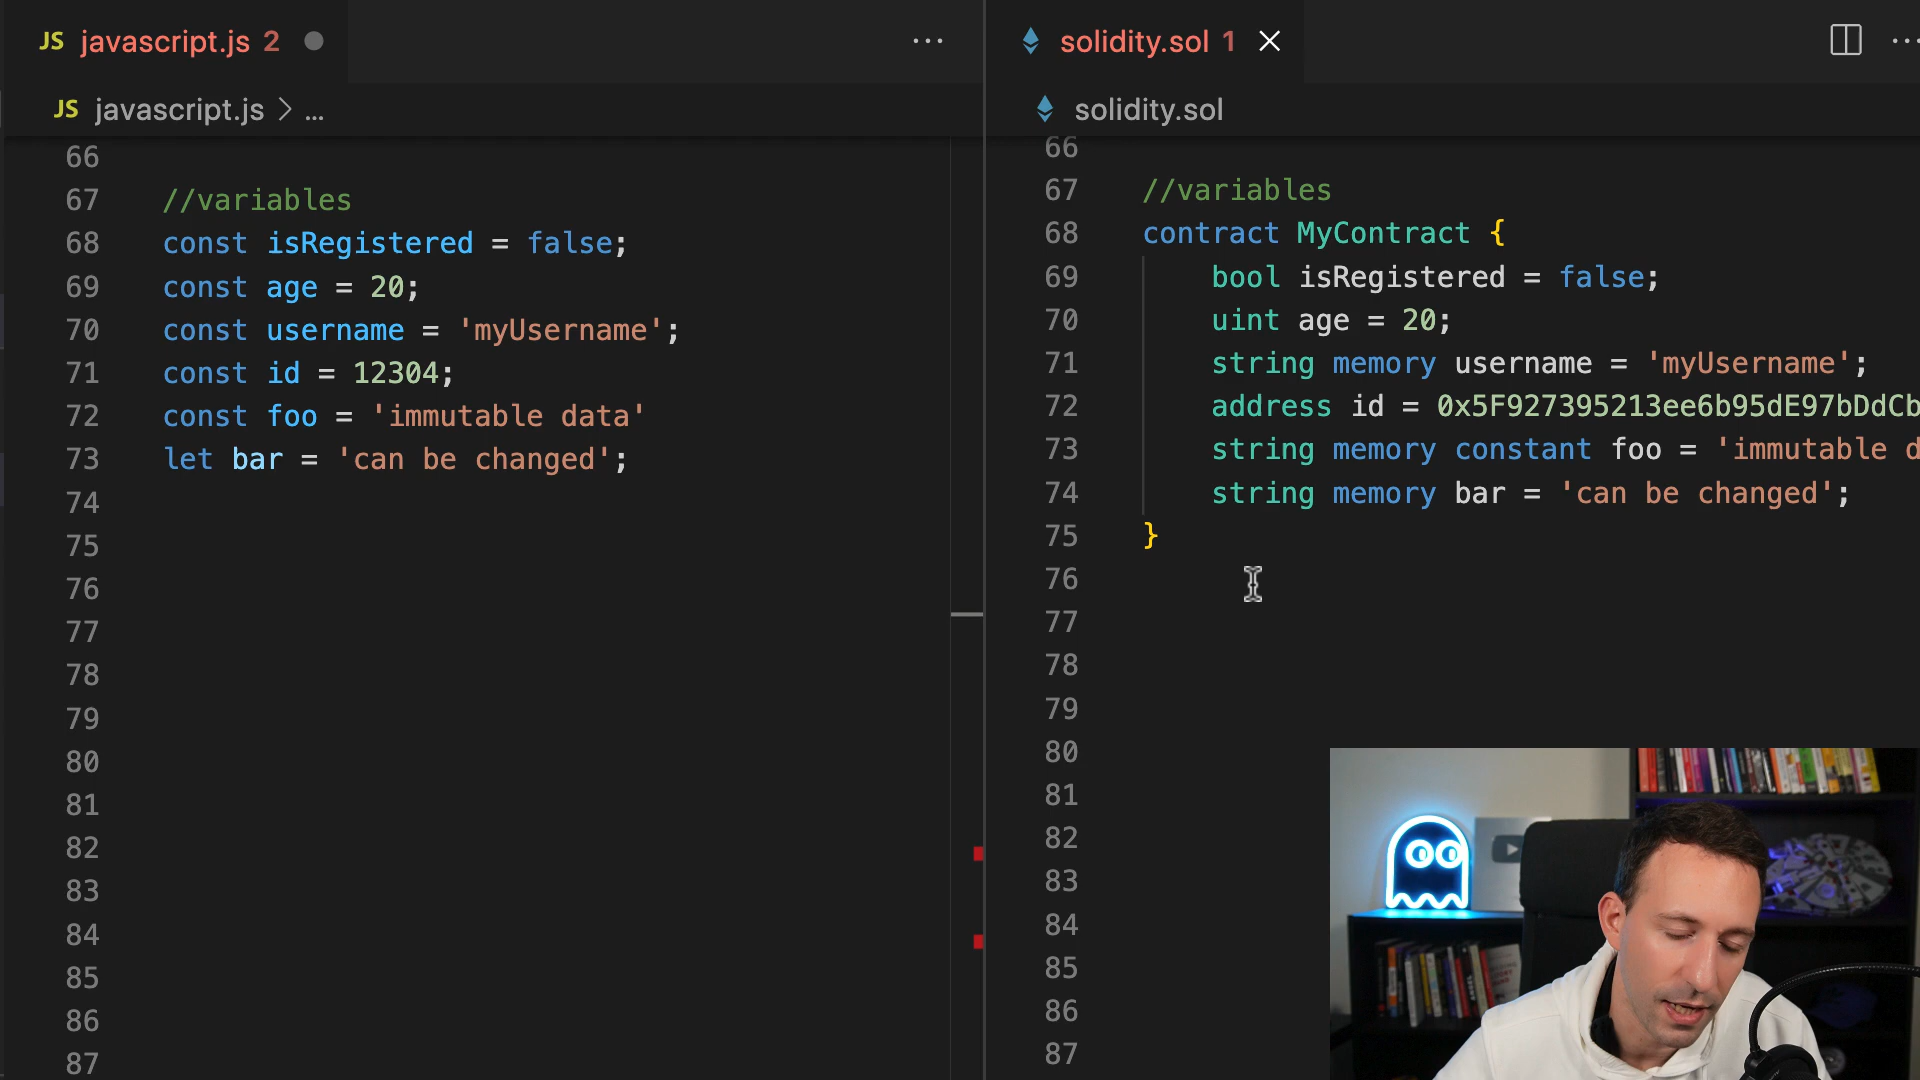 JS javascript.js 2
JS javascript.js > ...
66
67 //variables
68 const isRegistered = false;
69 const age = 20;
70 const username = 'myUsername';
71 const id = 12304;
72 const foo = 'immutable data'
73 let bar = 'can be changed';
74
75
76
77
78
79
80
81
82
83
84
85
86
87
solidity.sol 1
solidity.sol
66
67 //variables
68 contract MyContract {
69 bool isRegistered = false;
70 uint age = 20;
71 string memory username = 'myUsername';
72 address id = 0x5F927395213ee6b95dE97bDdCb
73 string memory constant foo = 'immutable d
74 string memory bar = 'can be changed';
75 }
76
77
78
79
80
81
82
83
84
85
86
87